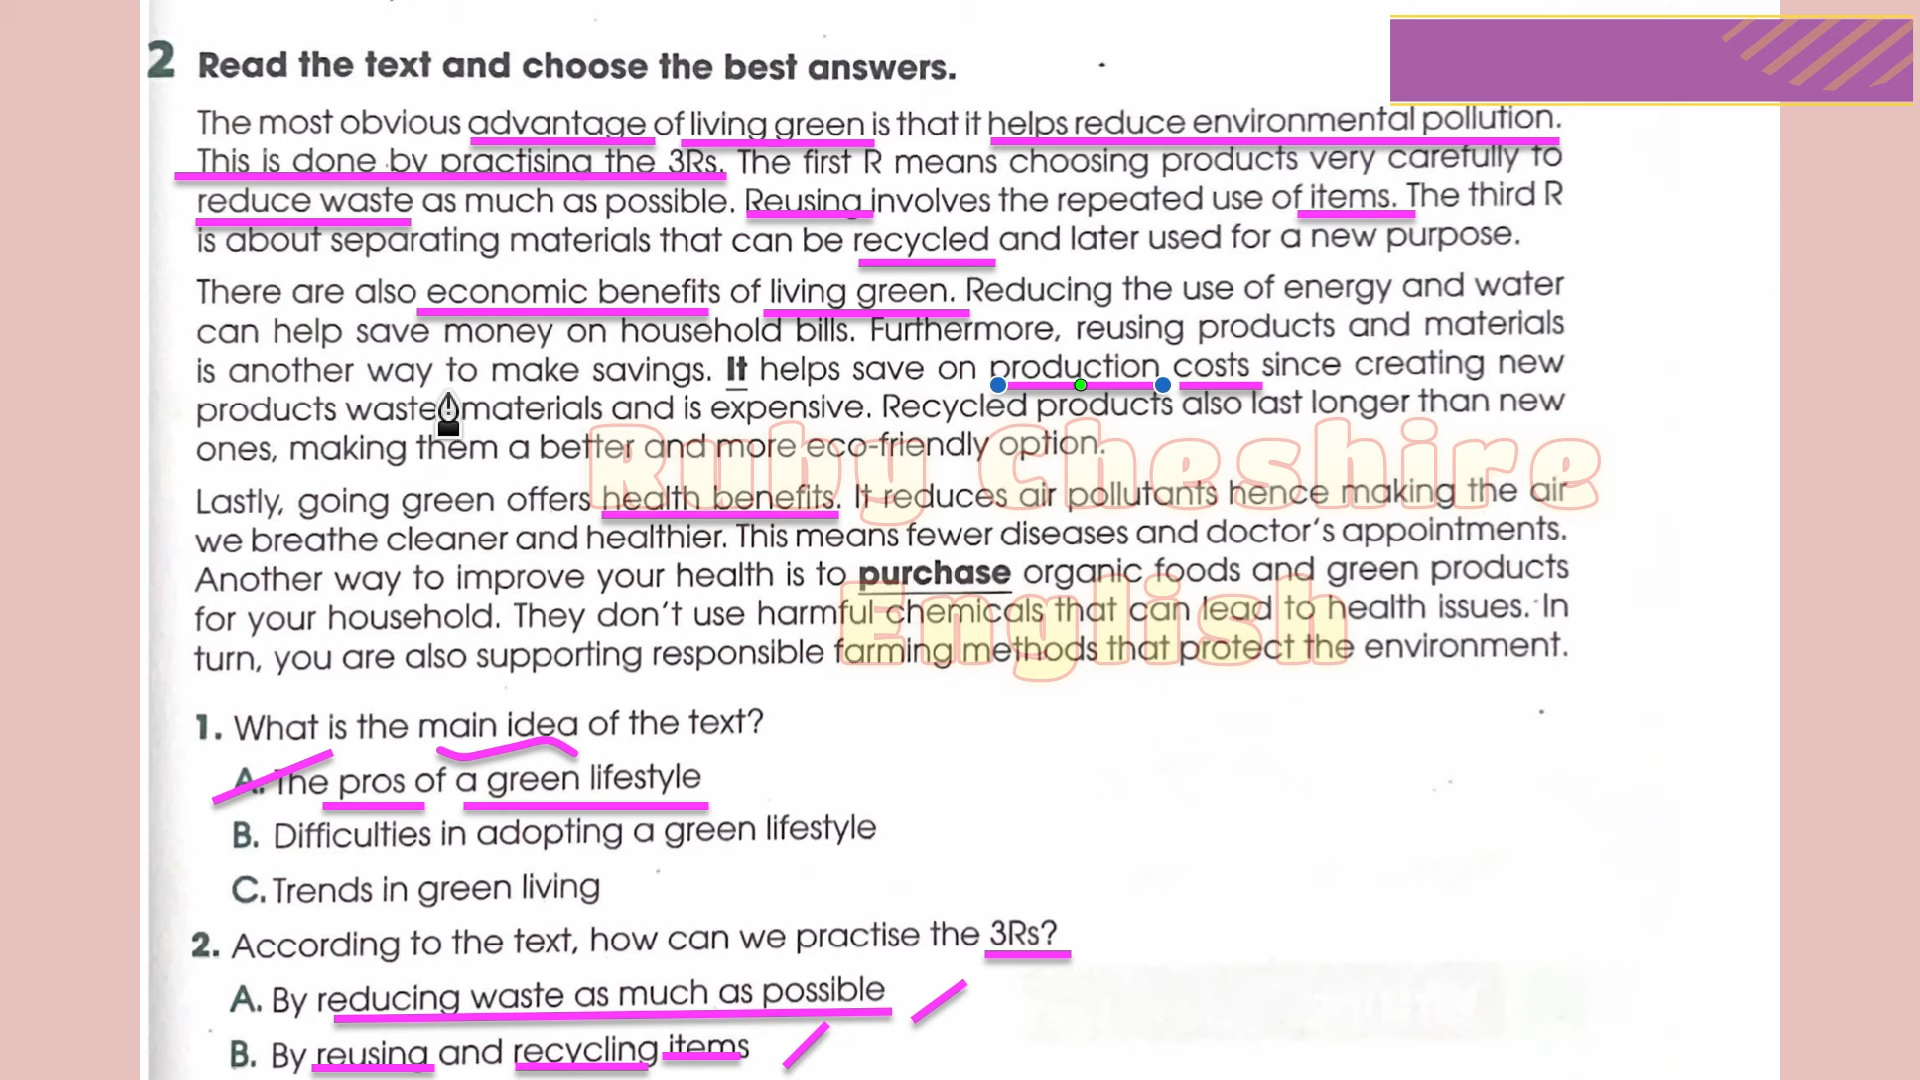 2 Read the text and choose the best answers.
The most obvious advantage of living green is that it helps reduce environmental pollution.
This is done by practising the 3Rs. The first R means choosing products very carefully to
reduce waste as much as possible. Reusing involves the repeated use of items. The third R
is about separating materials that can be recycled and later used for a new purpose.
There are also economic benefits of living green. Reducing the use of energy and water
can help save money on household bills. Furthermore, reusing products and materials
is another way to make savings. It helps save on production costs since creating new
products wastes materials and is expensive. Recycled products also last longer than new
ones, making them a better and more eco-friendly option.
Ruby Cheshire
Lastly, going green offers health benefits. It reduces air pollutants hence making the air
we breathe cleaner and healthier. This means fewer diseases and doctor's appointments.
Another way to improve your health is to purchase organic foods and green products
for your household. They don't use harmful chemicals that can lead to health issues. In
English
turn, you are also supporting responsible farming methods that protect the environment.
1. What is the main idea of the text?
A. The pros of a green lifestyle
B. Difficulties in adopting a green lifestyle
C. Trends in green living
2. According to the text, how can we practise the 3Rs?
A. By reducing waste as much as possible
B. By reusing and recycling items